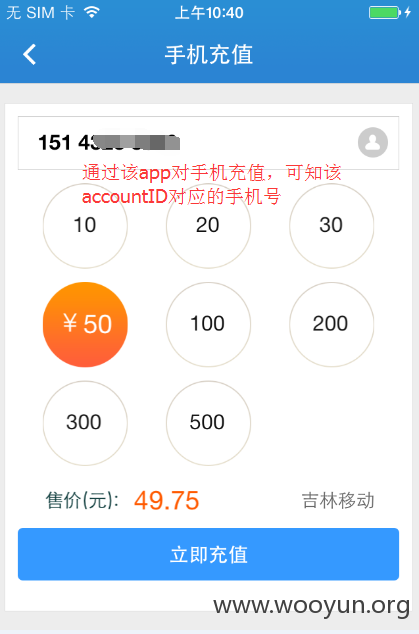 无 SIM 卡 上午10:40
手机充值
151 4
通过该app对手机充值，可知该
accountID对应的手机号
10 20 30
￥50 100 200
300 500
售价(元): 49.75 吉林移动
立即充值
www.wooyun.org